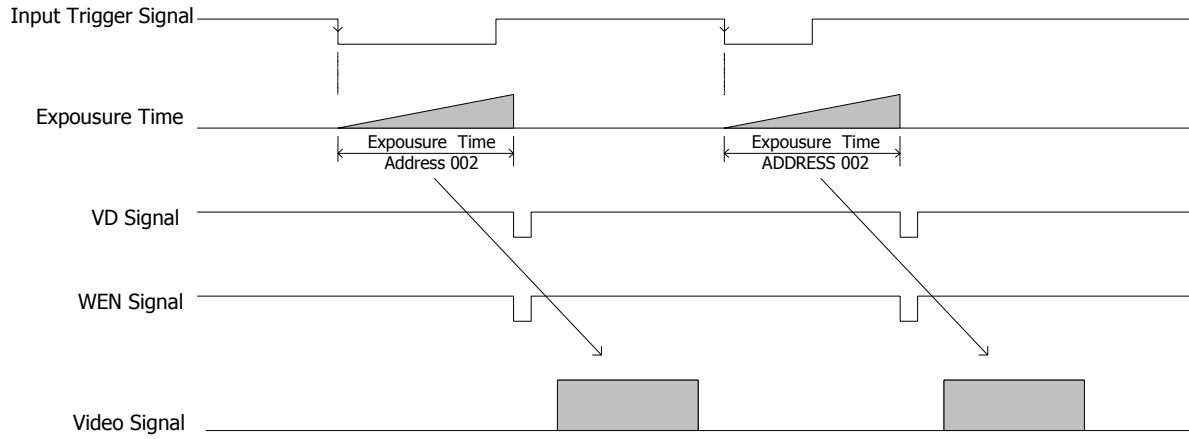 Input Trigger Signal
Expousure Time
Expousure Time
Address 002
Expousure Time
ADDRESS 002
VD Signal
WEN Signal
Video Signal